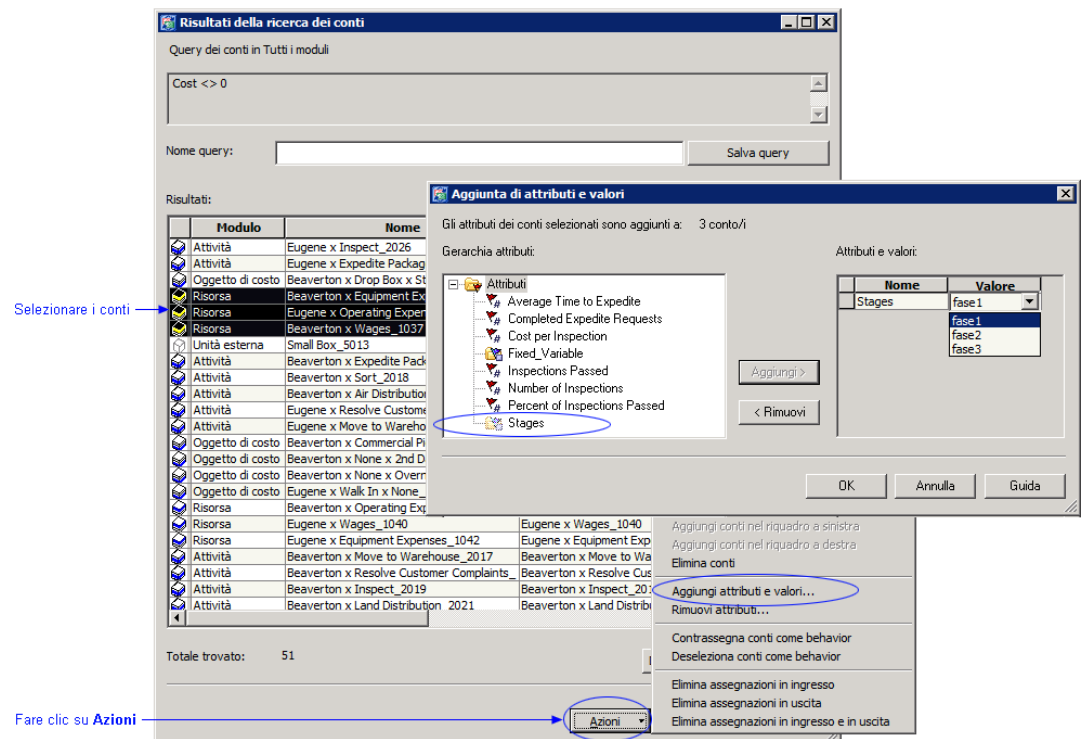 Risultati della ricerca dei conti
Query dei conti in Tutti i moduli
Cost <> 0
Nome query:
Salva query
Risultati:
Modulo Nome
Attività Eugene x Inspect_2026
Attività Eugene x Expedite Packag
Oggetto di costo Beaverton x Drop Box x St
Risorsa Beaverton x Equipment Ex
Risorsa Eugene x Operating Expen
Risorsa Beaverton x Wages_1037
Unità esterna Small Box_5013
Attività Beaverton x Expedite Pack
Attività Beaverton x Sort_2018
Attività Beaverton x Air Distribution
Attività Eugene x Resolve Custome
Attività Eugene x Move to Wareho
Oggetto di costo Beaverton x Commercial Pi
Oggetto di costo Beaverton x None x 2nd D
Oggetto di costo Beaverton x None x Overn
Oggetto di costo Eugene x Walk In x None_
Risorsa Beaverton x Operating Exp
Risorsa Eugene x Wages_1040 Eugene x Wages_1040
Risorsa Eugene x Equipment Expenses_1042 Eugene x Equipment Exp
Attività Beaverton x Move to Warehouse_2017 Beaverton x Move to Wa
Attività Beaverton x Resolve Customer Complaints_ Beaverton x Resolve Cus
Attività Beaverton x Inspect_2019 Beaverton x Inspect_201
Attività Beaverton x Land Distribution_2021 Beaverton x Land Distrib
Totale trovato: 51
Azioni
Selezionare i conti
Fare clic su Azioni
Aggiunta di attributi e valori
Gli attributi dei conti selezionati sono aggiunti a: 3 conto/i
Gerarchia attributi:
Attributi
Average Time to Expedite
Completed Expedite Requests
Cost per Inspection
Fixed_Variable
Inspections Passed
Number of Inspections
Percent of Inspections Passed
Stages
Aggiungi >
< Rimuovi
Attributi e valori:
Nome Valore
Stages fase1
fase1
fase2
fase3
OK Annulla Guida
Aggiungi conti nel riquadro a sinistra
Aggiungi conti nel riquadro a destra
Elimina conti
Aggiungi attributi e valori...
Rimuovi attributi...
Contrassegna conti come behavior
Deseleziona conti come behavior
Elimina assegnazioni in ingresso
Elimina assegnazioni in uscita
Elimina assegnazioni in ingresso e in uscita